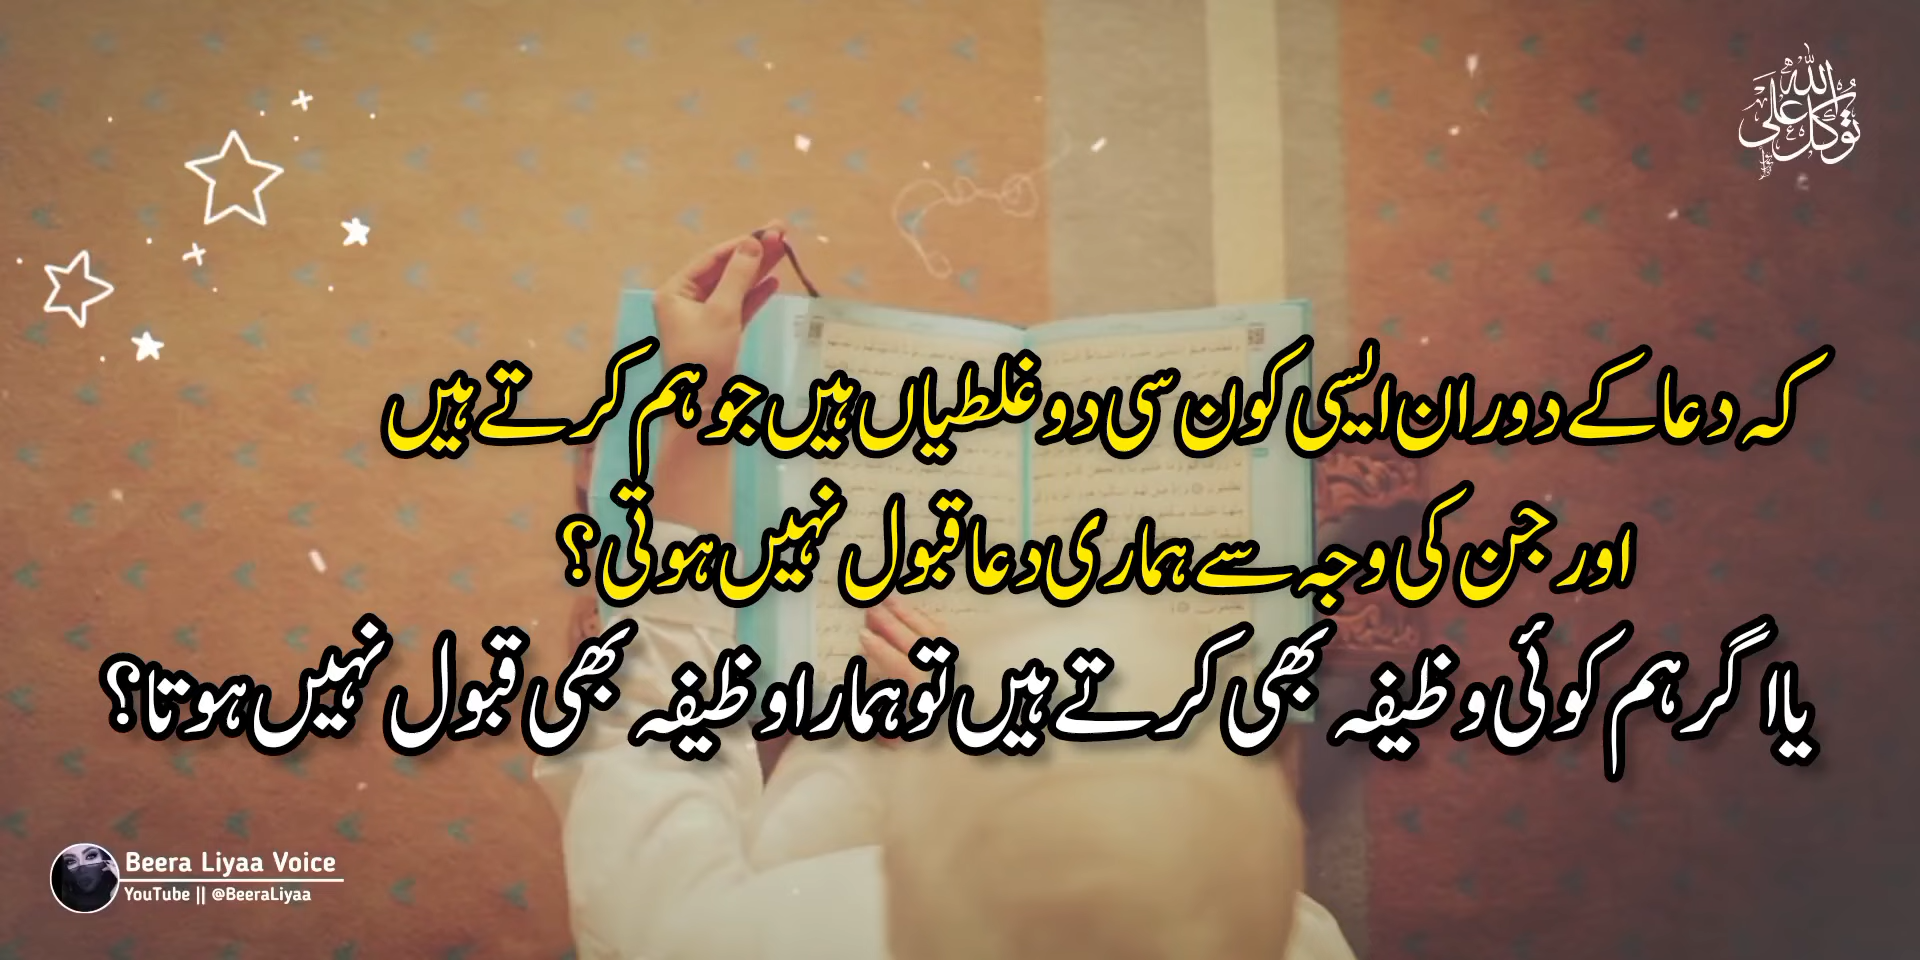 توکل علی اللہ
کہ دعا کے دوران ایسی کون سی دو غلطیاں ہیں جو ہم کرتے ہیں
اور جن کی وجہ سے ہماری دعا قبول نہیں ہوتی؟
یا اگر ہم کوئی وظیفہ بھی کرتے ہیں تو ہمارا وظیفہ بھی قبول نہیں ہوتا؟
Beera Liyaa Voice
YouTube || @BeeraLiyaa